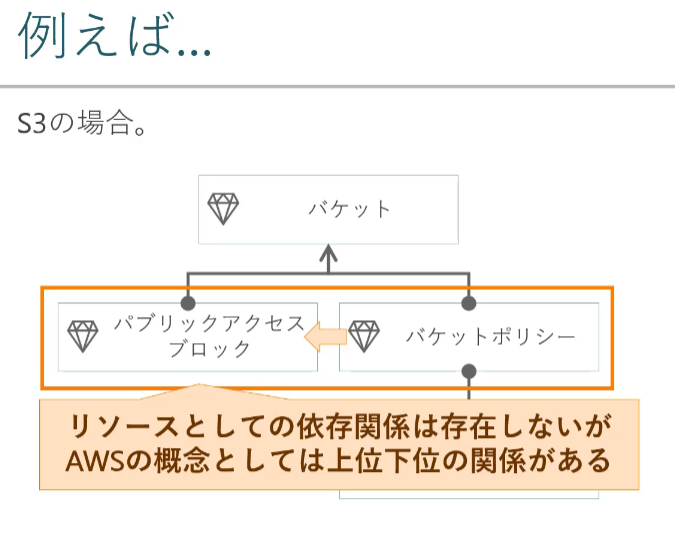 例えば...
S3の場合。
バケット
パブリックアクセス
ブロック
バケットポリシー
リソースとしての依存関係は存在しないが
AWSの概念としては上位下位の関係がある